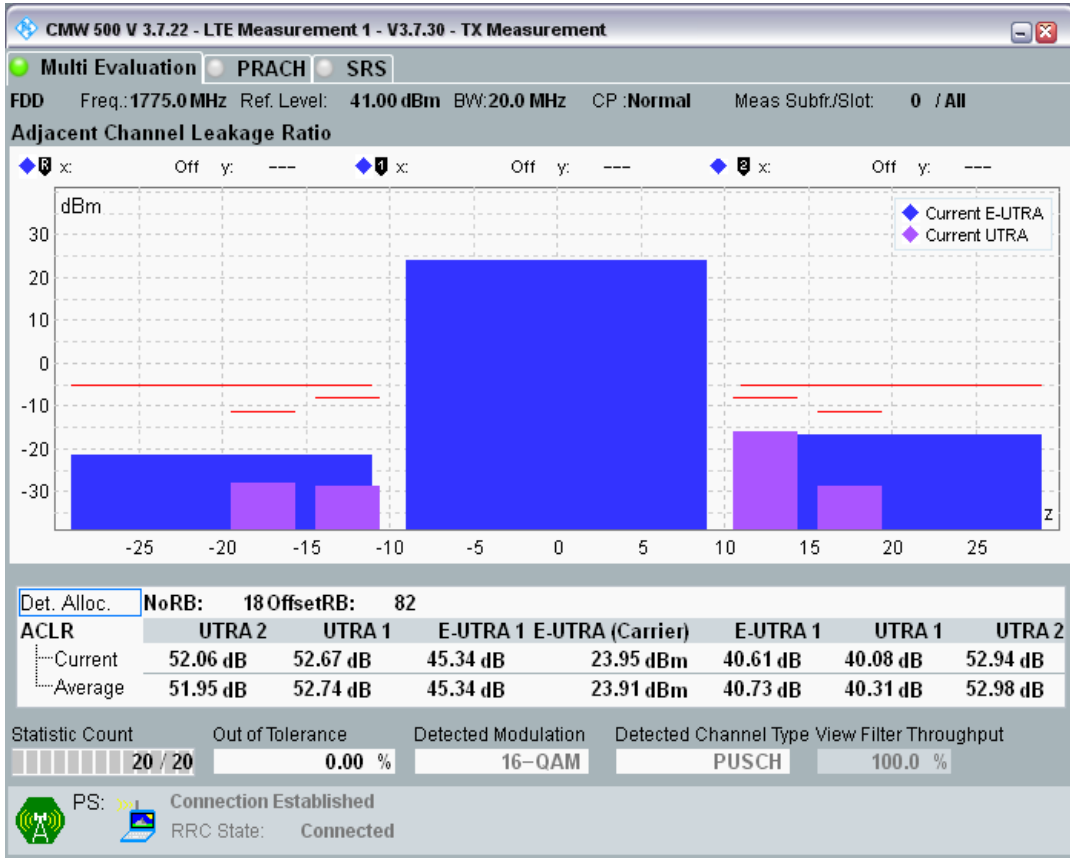 CMW 500 V 3.7.22 - LTE Measurement 1 - V3.7.30 - TX Measurement
Multi Evaluation PRACH SRS
FDD Freq.:1775.0 MHz Ref. Level: 41.00 dBm BW:20.0 MHz CP :Normal Meas Subfr./Slot: 0 / All
Adjacent Channel Leakage Ratio
R x: Off y: --- 1 x: Off y: --- 2 x: Off y: ---
dBm
Current E-UTRA
Current UTRA
30
20
10
0
-10
-20
-30
z
-25 -20 -15 -10 -5 0 5 10 15 20 25
Det. Alloc. NoRB: 18 OffsetRB: 82
ACLR UTRA 2 UTRA 1 E-UTRA 1 E-UTRA (Carrier) E-UTRA 1 UTRA 1 UTRA 2
Current 52.06 dB 52.67 dB 45.34 dB 23.95 dBm 40.61 dB 40.08 dB 52.94 dB
Average 51.95 dB 52.74 dB 45.34 dB 23.91 dBm 40.73 dB 40.31 dB 52.98 dB
Statistic Count Out of Tolerance Detected Modulation Detected Channel Type View Filter Throughput
20 / 20 0.00 % 16-QAM PUSCH 100.0 %
PS: Connection Established
RRC State: Connected